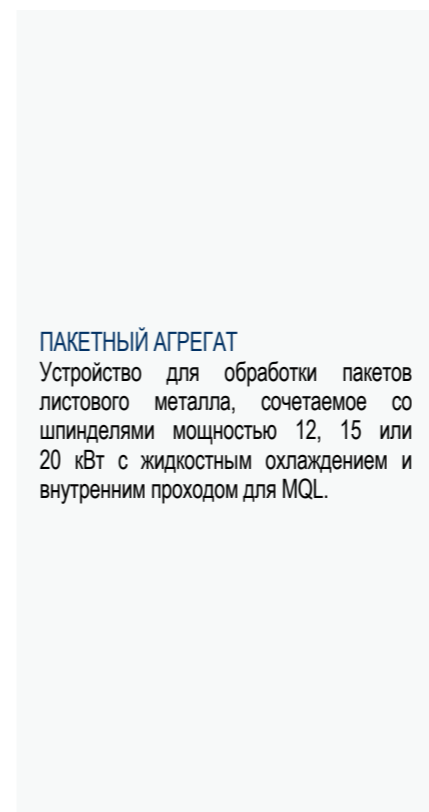 ПАКЕТНЫЙ АГРЕГАТ
Устройство для обработки пакетов
листового металла, сочетаемое со
шпинделями мощностью 12, 15 или
20 кВт с жидкостным охлаждением и
внутренним проходом для MQL.